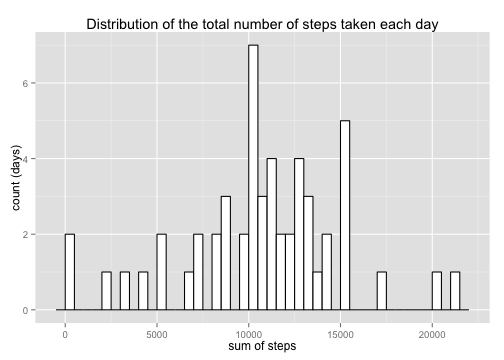 Distribution of the total number of steps taken each day
count (days)
6
4
2
0
0 5000 10000 15000 20000
sum of steps